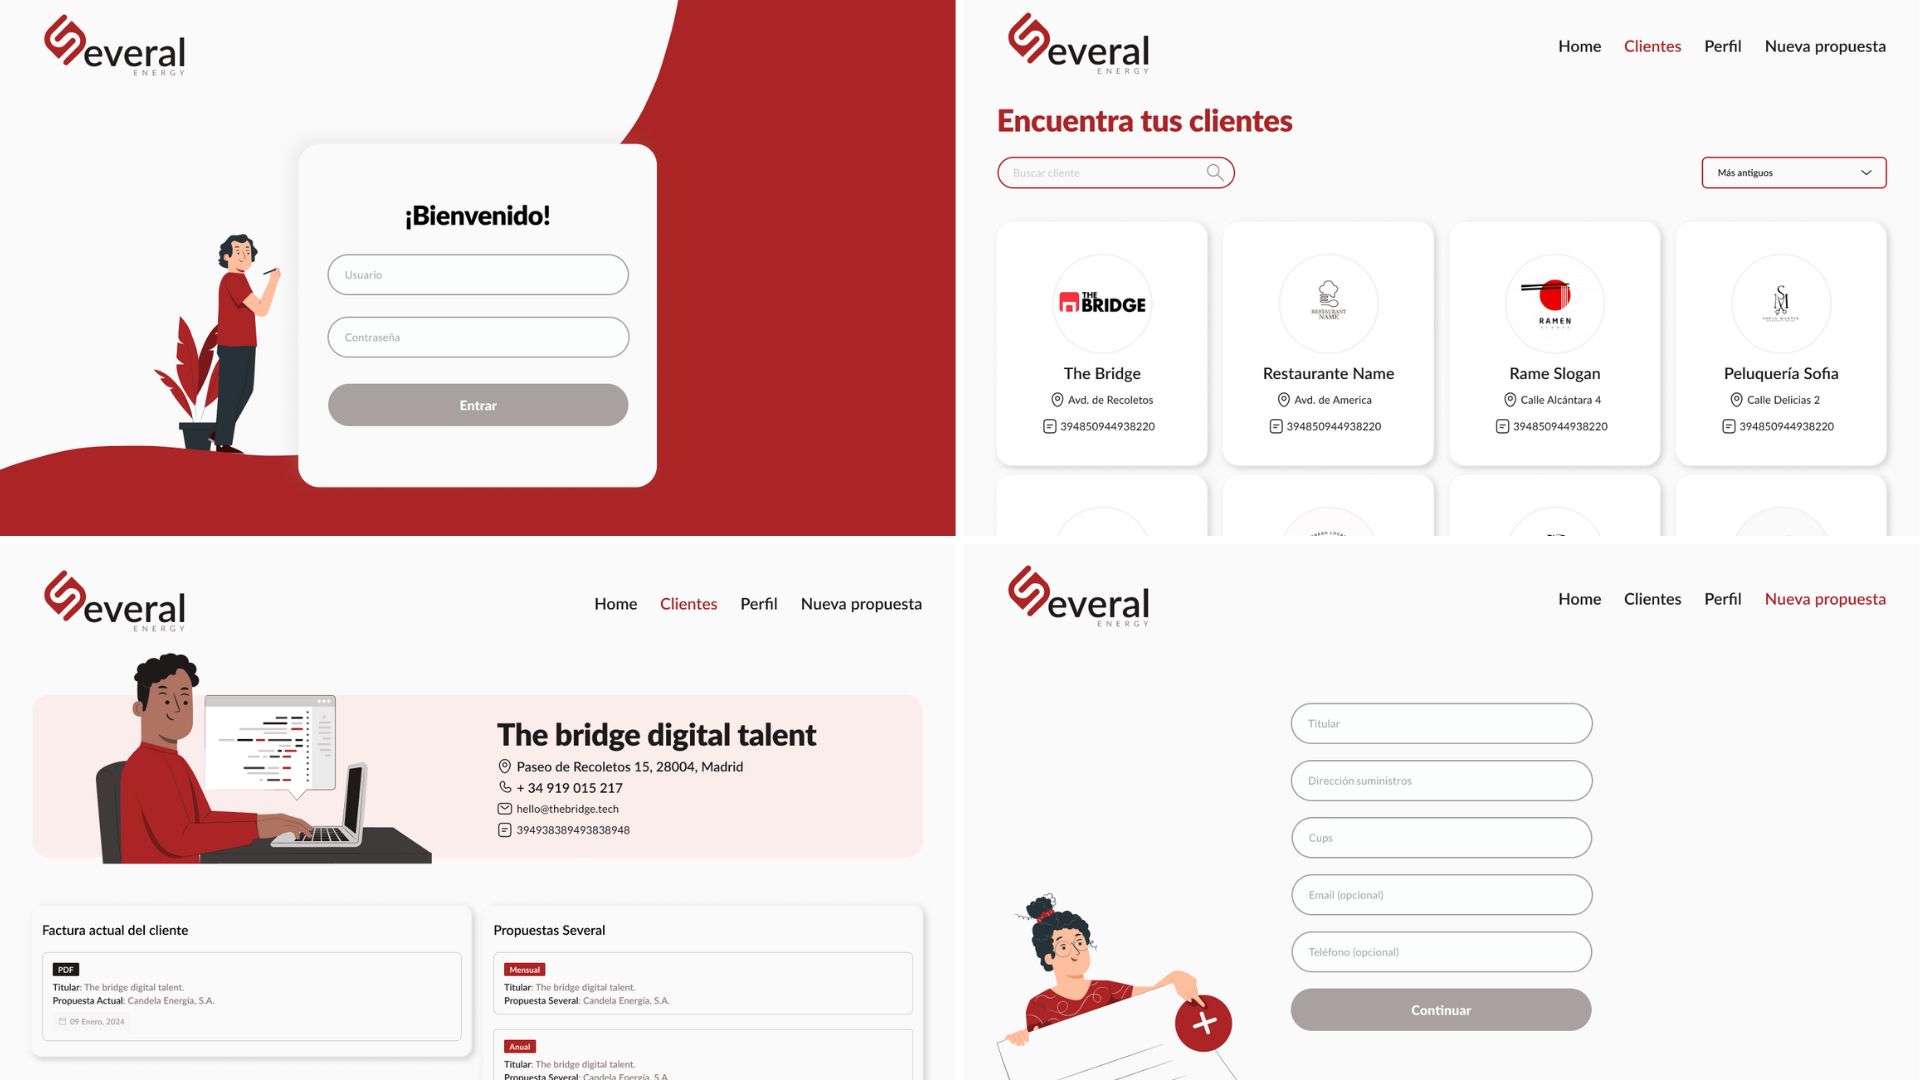 Several
ENERGY
¡Bienvenido!
Usuario
Contraseña
Entrar
Several
ENERGY
Home Clientes Perfil Nueva propuesta
Encuentra tus clientes
Buscar cliente
Más antiguos
THE BRIDGE
The Bridge
Avd. de Recoletos
394850944938220
RESTAURANT
NAME
Restaurante Name
Avd. de America
394850944938220
RAMEN
Rame Slogan
Calle Alcántara 4
394850944938220
SM
Peluquería Sofia
Calle Delicias 2
394850944938220
Several
ENERGY
Home Clientes Perfil Nueva propuesta
The bridge digital talent
Paseo de Recoletos 15, 28004, Madrid
+ 34 919 015 217
hello@thebridge.tech
394938389493838948
Factura actual del cliente
PDF
Titular: The bridge digital talent.
Propuesta Actual: Candela Energía, S.A.
09 Enero, 2024
Propuestas Several
Mensual
Titular: The bridge digital talent.
Propuesta Several: Candela Energía, S.A.
Anual
Titular: The bridge digital talent.
Propuesta Several: Candela Energía, S.A.
Several
ENERGY
Home Clientes Perfil Nueva propuesta
Titular
Dirección suministros
Cups
Email (opcional)
Teléfono (opcional)
Continuar